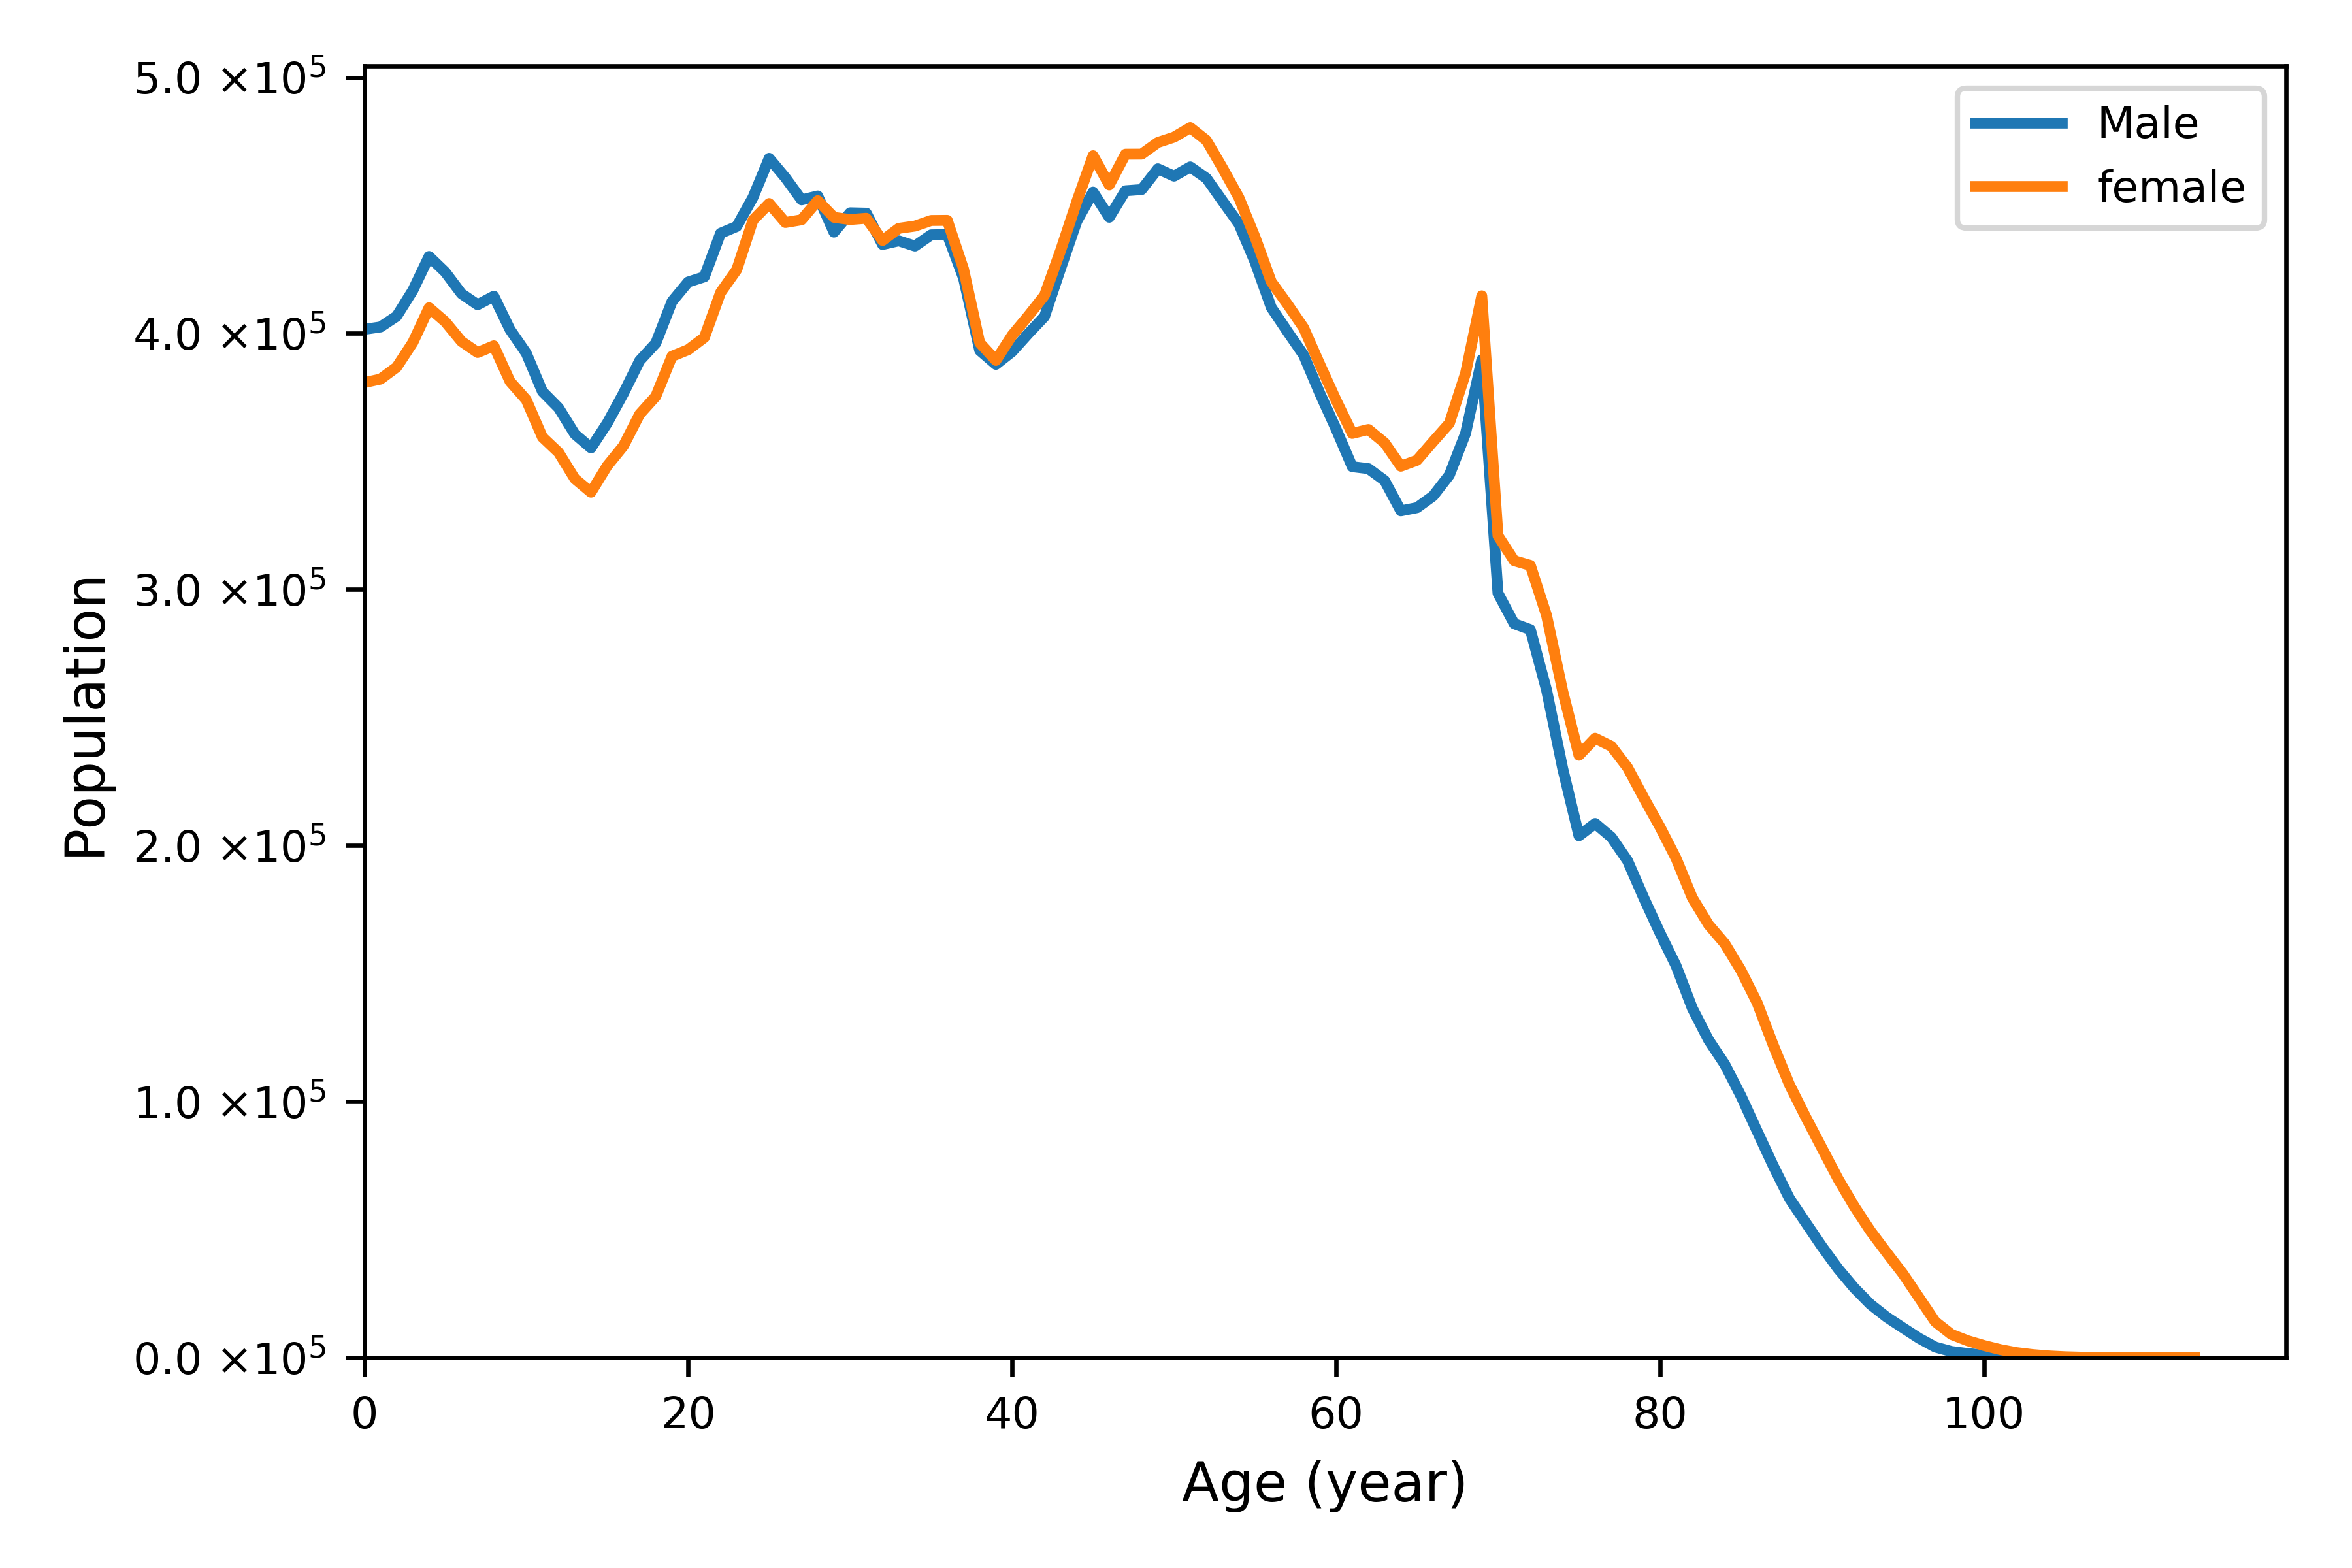 5.0 ×10⁵
4.0 ×10⁵
3.0 ×10⁵
2.0 ×10⁵
1.0 ×10⁵
0.0 ×10⁵
Population
0 20 40 60 80 100
Age (year)
Male
female